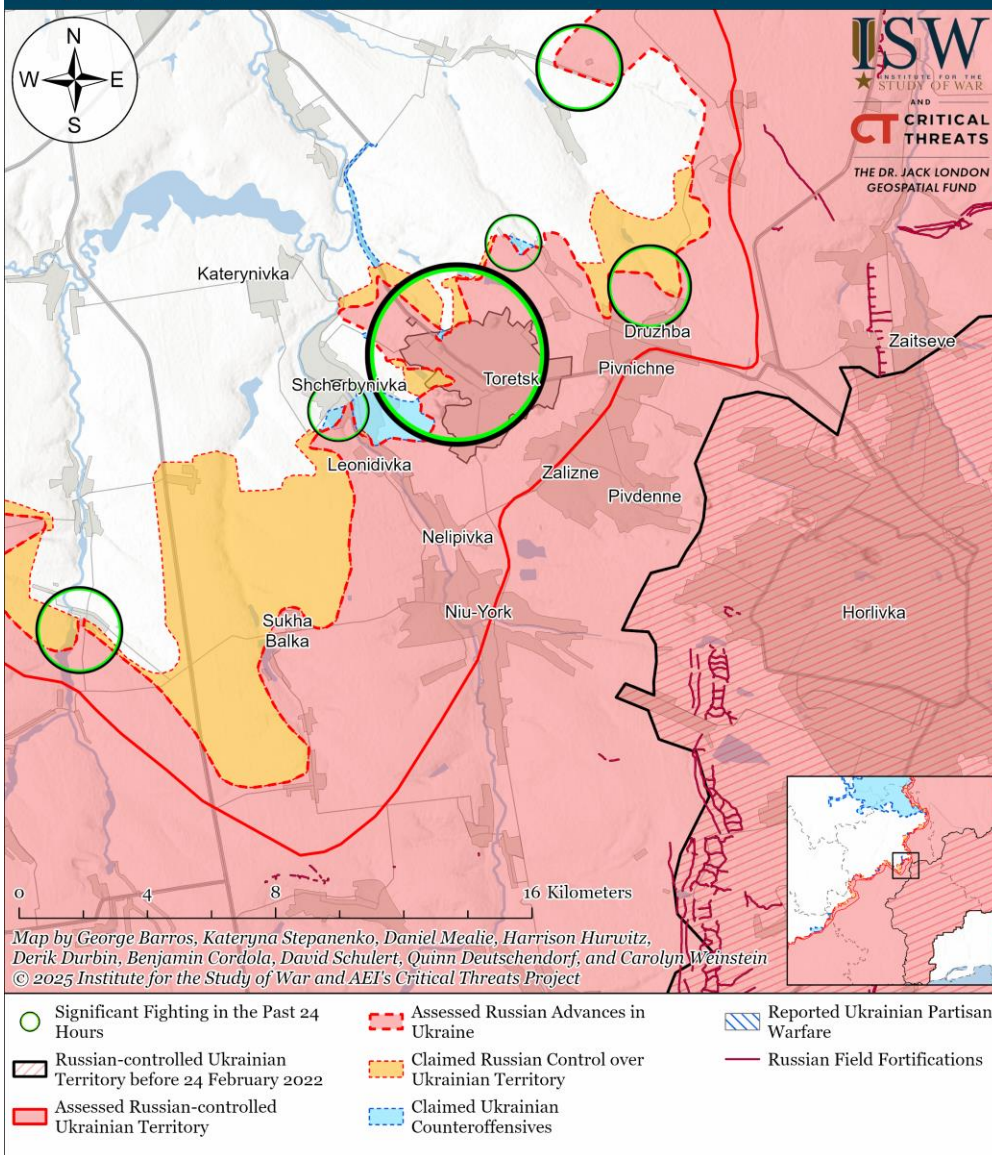 N
W
E
S
ISW
INSTITUTE FOR THE
STUDY OF WAR
AND
CT CRITICAL
THREATS
THE DR. JACK LONDON
GEOSPATIAL FUND
Katerynivka
Druzhba
Zaitseve
Pivnichne
Toretsk
Shcherbynivka
Leonidivka
Zalizne
Pivdenne
Nelipivka
Niu-York
Horlivka
Sukha
Balka
0 4 8 16 Kilometers
Map by George Barros, Kateryna Stepanenko, Daniel Mealie, Harrison Hurwitz,
Derik Durbin, Benjamin Cordola, David Schulert, Quinn Deutschendorf, and Carolyn Weinstein
© 2025 Institute for the Study of War and AEI's Critical Threats Project
Significant Fighting in the Past 24
Hours
Russian-controlled Ukrainian
Territory before 24 February 2022
Assessed Russian-controlled
Ukrainian Territory
Assessed Russian Advances in
Ukraine
Claimed Russian Control over
Ukrainian Territory
Claimed Ukrainian
Counteroffensives
Reported Ukrainian Partisan
Warfare
Russian Field Fortifications